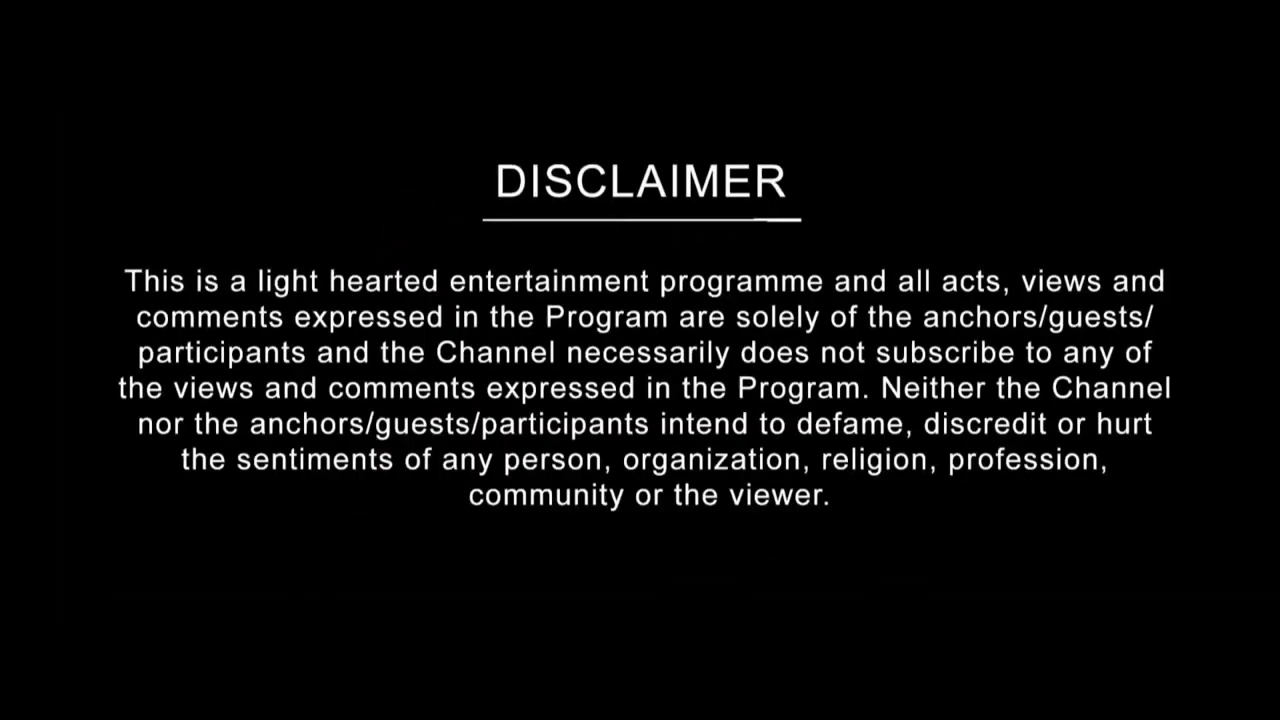 DISCLAIMER
This is a light hearted entertainment programme and all acts, views and
comments expressed in the Program are solely of the anchors/guests/
participants and the Channel necessarily does not subscribe to any of
the views and comments expressed in the Program. Neither the Channel
nor the anchors/guests/participants intend to defame, discredit or hurt
the sentiments of any person, organization, religion, profession,
community or the viewer.